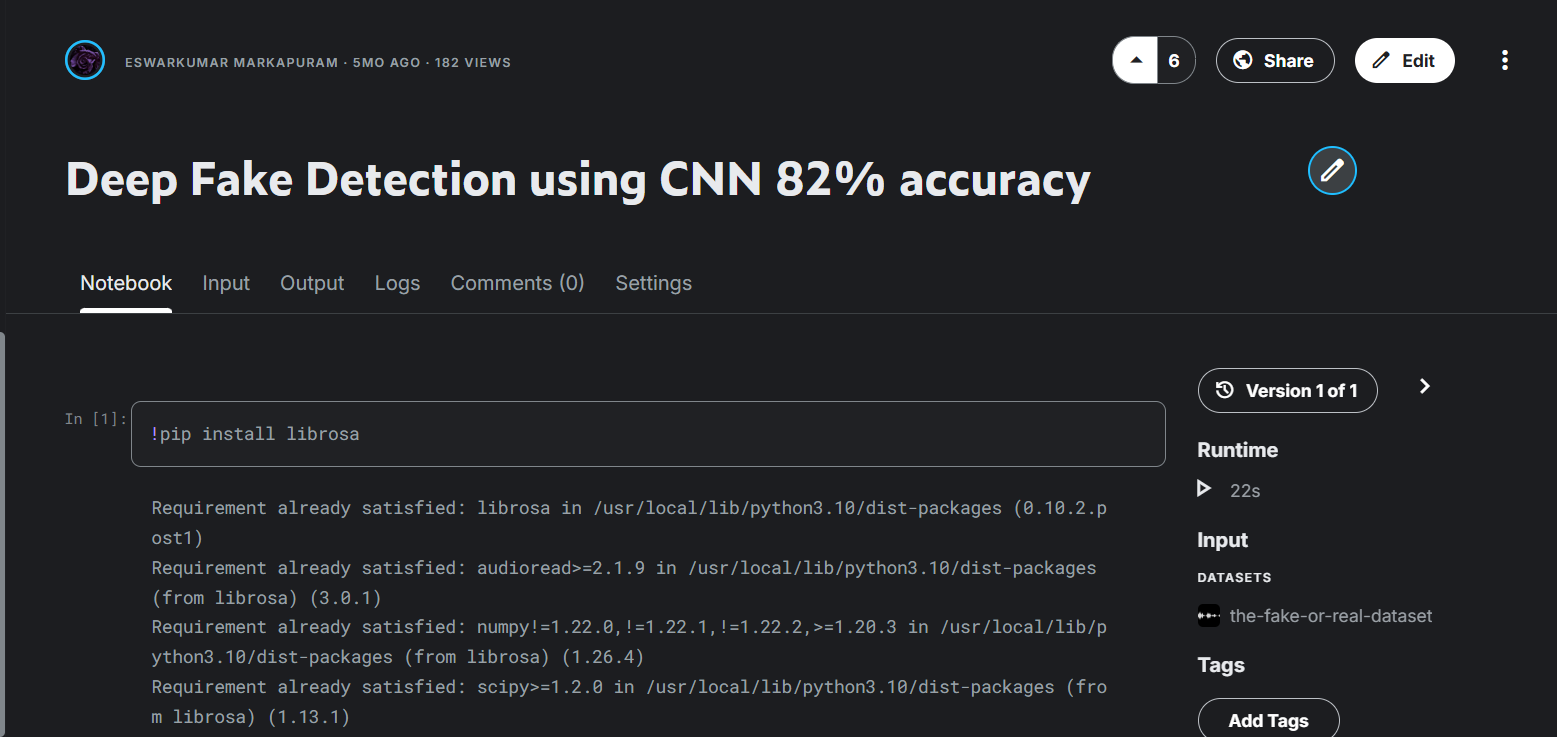 ESWARKUMAR MARKAPURAM · 5MO AGO · 182 VIEWS
6
Share
Edit
Deep Fake Detection using CNN 82% accuracy
Notebook
Input
Output
Logs
Comments (0)
Settings
In [1]:
!pip install librosa
Requirement already satisfied: librosa in /usr/local/lib/python3.10/dist-packages (0.10.2.p
ost1)
Requirement already satisfied: audioread>=2.1.9 in /usr/local/lib/python3.10/dist-packages
(from librosa) (3.0.1)
Requirement already satisfied: numpy!=1.22.0,!=1.22.1,!=1.22.2,>=1.20.3 in /usr/local/lib/p
ython3.10/dist-packages (from librosa) (1.26.4)
Requirement already satisfied: scipy>=1.2.0 in /usr/local/lib/python3.10/dist-packages (fro
m librosa) (1.13.1)
Version 1 of 1
Runtime
22s
Input
DATASETS
the-fake-or-real-dataset
Tags
Add Tags